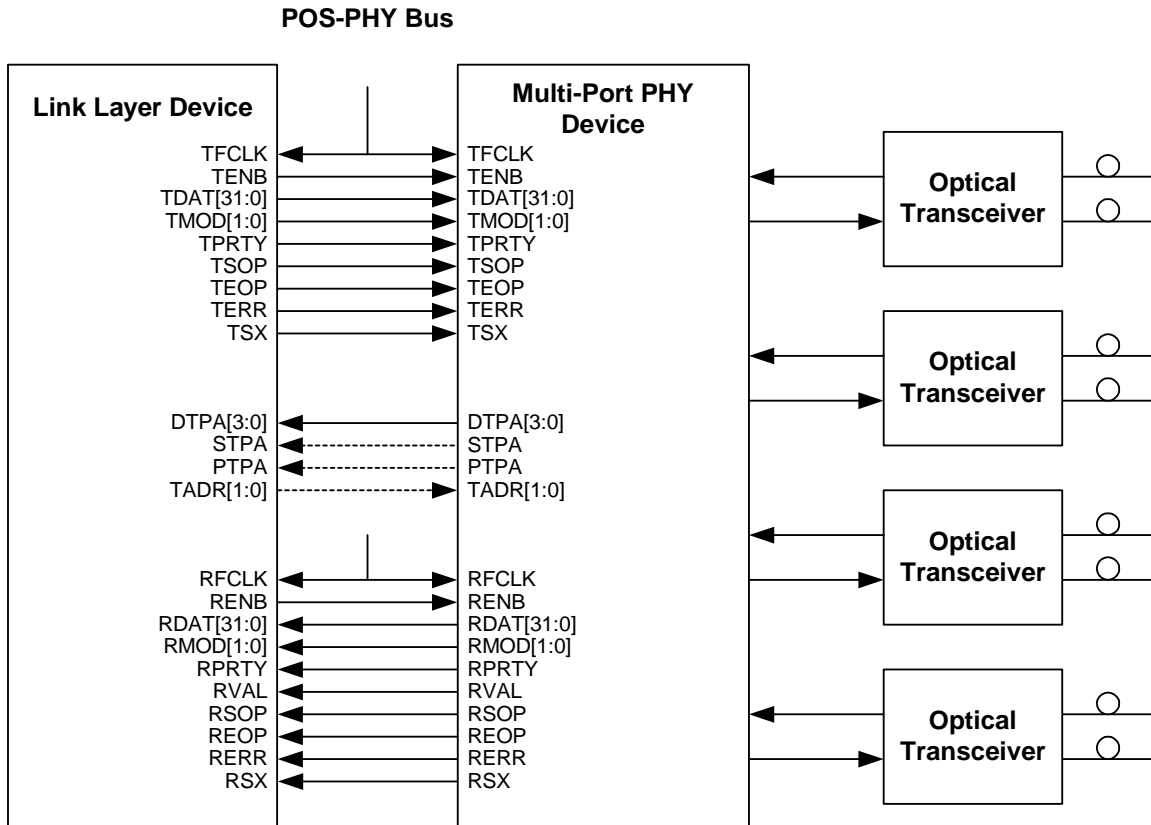 POS-PHY Bus
Link Layer Device
Multi-Port PHY
Device
TFCLK
TENB
TDAT[31:0]
TMOD[1:0]
TPRTY
TSOP
TEOP
TERR
TSX
DTPA[3:0]
STPA
PTPA
TADR[1:0]
RFCLK
RENB
RDAT[31:0]
RMOD[1:0]
RPRTY
RVAL
RSOP
REOP
RERR
RSX
TFCLK
TENB
TDAT[31:0]
TMOD[1:0]
TPRTY
TSOP
TEOP
TERR
TSX
DTPA[3:0]
STPA
PTPA
TADR[1:0]
RFCLK
RENB
RDAT[31:0]
RMOD[1:0]
RPRTY
RVAL
RSOP
REOP
RERR
RSX
Optical
Transceiver
Optical
Transceiver
Optical
Transceiver
Optical
Transceiver